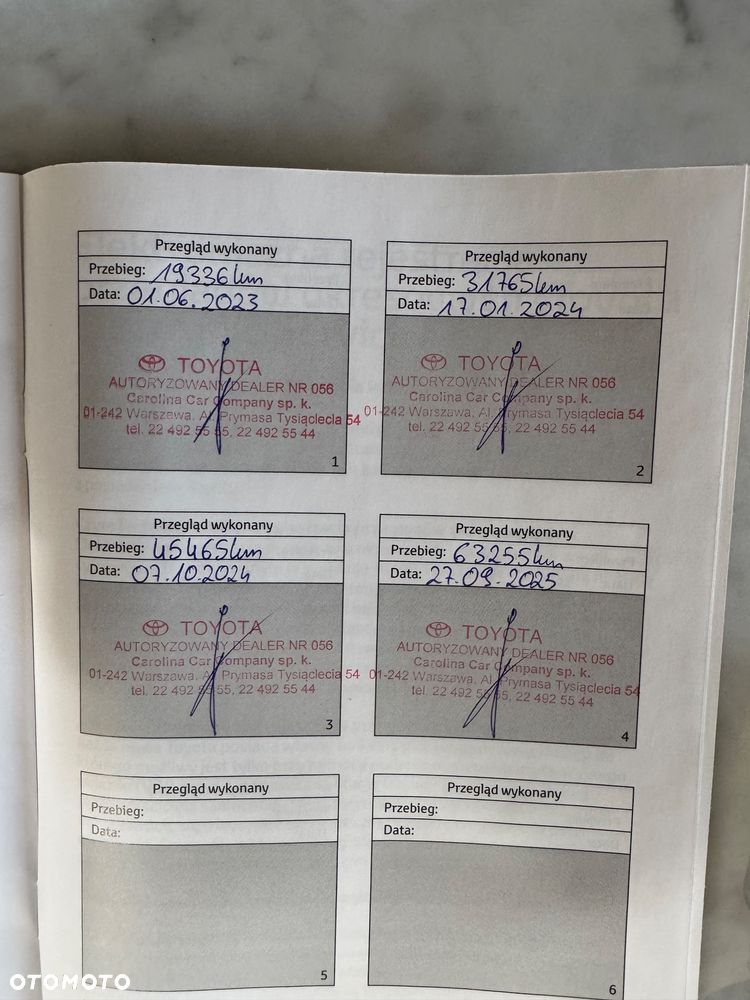 Przegląd wykonany
Przebieg: 19336km
Data: 01.06.2023
TOYOTA
AUTORYZOWANY DEALER NR 056
Carolina Car Company sp. k.
01-242 Warszawa, Al. Prymasa Tysiąclecia 54
tel. 22 492 55 55, 22 492 55 44
1
Przegląd wykonany
Przebieg: 31765km
Data: 17.01.2024
TOYOTA
AUTORYZOWANY DEALER NR 056
Carolina Car Company sp. k.
01-242 Warszawa, Al. Prymasa Tysiąclecia 54
tel. 22 492 55 55, 22 492 55 44
2
Przegląd wykonany
Przebieg: 45465km
Data: 07.10.2024
TOYOTA
AUTORYZOWANY DEALER NR 056
Carolina Car Company sp. k.
01-242 Warszawa, Al. Prymasa Tysiąclecia 54
tel. 22 492 55 55, 22 492 55 44
3
Przegląd wykonany
Przebieg: 63255km
Data: 27.09.2025
TOYOTA
AUTORYZOWANY DEALER NR 056
Carolina Car Company sp. k.
01-242 Warszawa, Al. Prymasa Tysiąclecia 54
tel. 22 492 55 55, 22 492 55 44
4
Przegląd wykonany
Przebieg:
Data:
5
Przegląd wykonany
Przebieg:
Data:
6
OTOMOTO